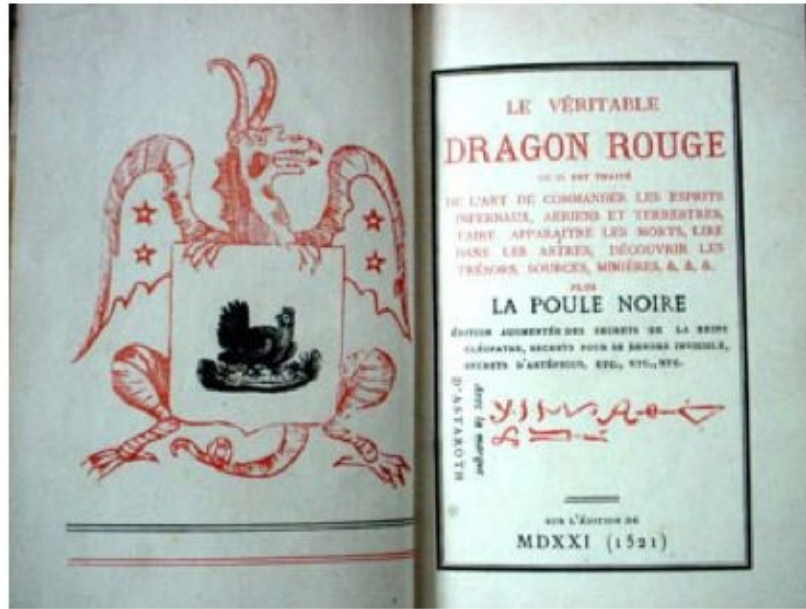 LE VÉRITABLE
DRAGON ROUGE
OU IL EST TRAITÉ
DE L'ART DE COMMANDER LES ESPRITS
INFERNAUX, AERIENS ET TERRESTRES,
FAIRE APPARAITRE LES MORTS, LIRE
DANS LES ASTRES, DÉCOUVRIR LES
TRÉSORS, SOURCES, MINIÈRES, &. &. &.
PLUS
LA POULE NOIRE
ÉDITION AUGMENTÉE DES SECRETS DE LA REINE
CLÉOPATRE, SECRETS POUR SE RENDRE INVISIBLE,
SECRETS D'ARTÉPHIUS, ETC., ETC., ETC.
D'ASTAROTH
avec la marque
SUR L'ÉDITION DE
MDXXI (1521)